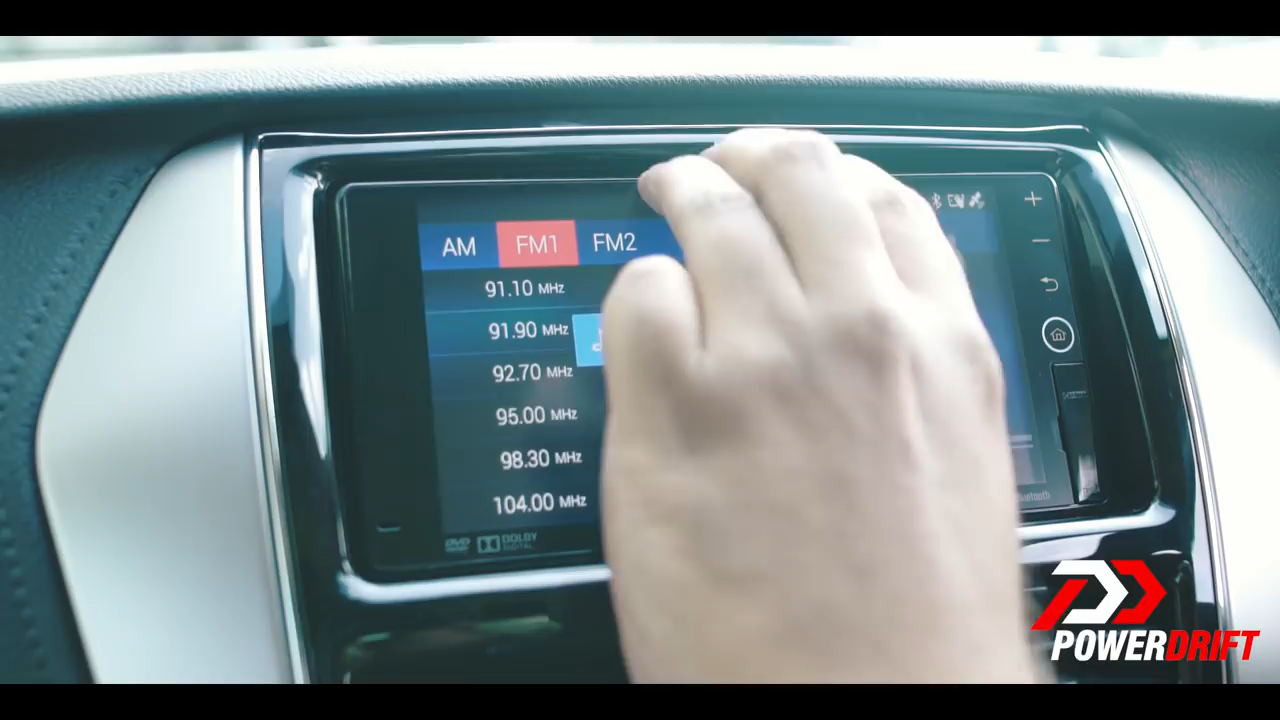 AM FM1 FM2
91.10 MHz
91.90 MHz
92.70 MHz
95.00 MHz
98.30 MHz
104.00 MHz
DVD DOLBY
DIGITAL
POWERDRIFT